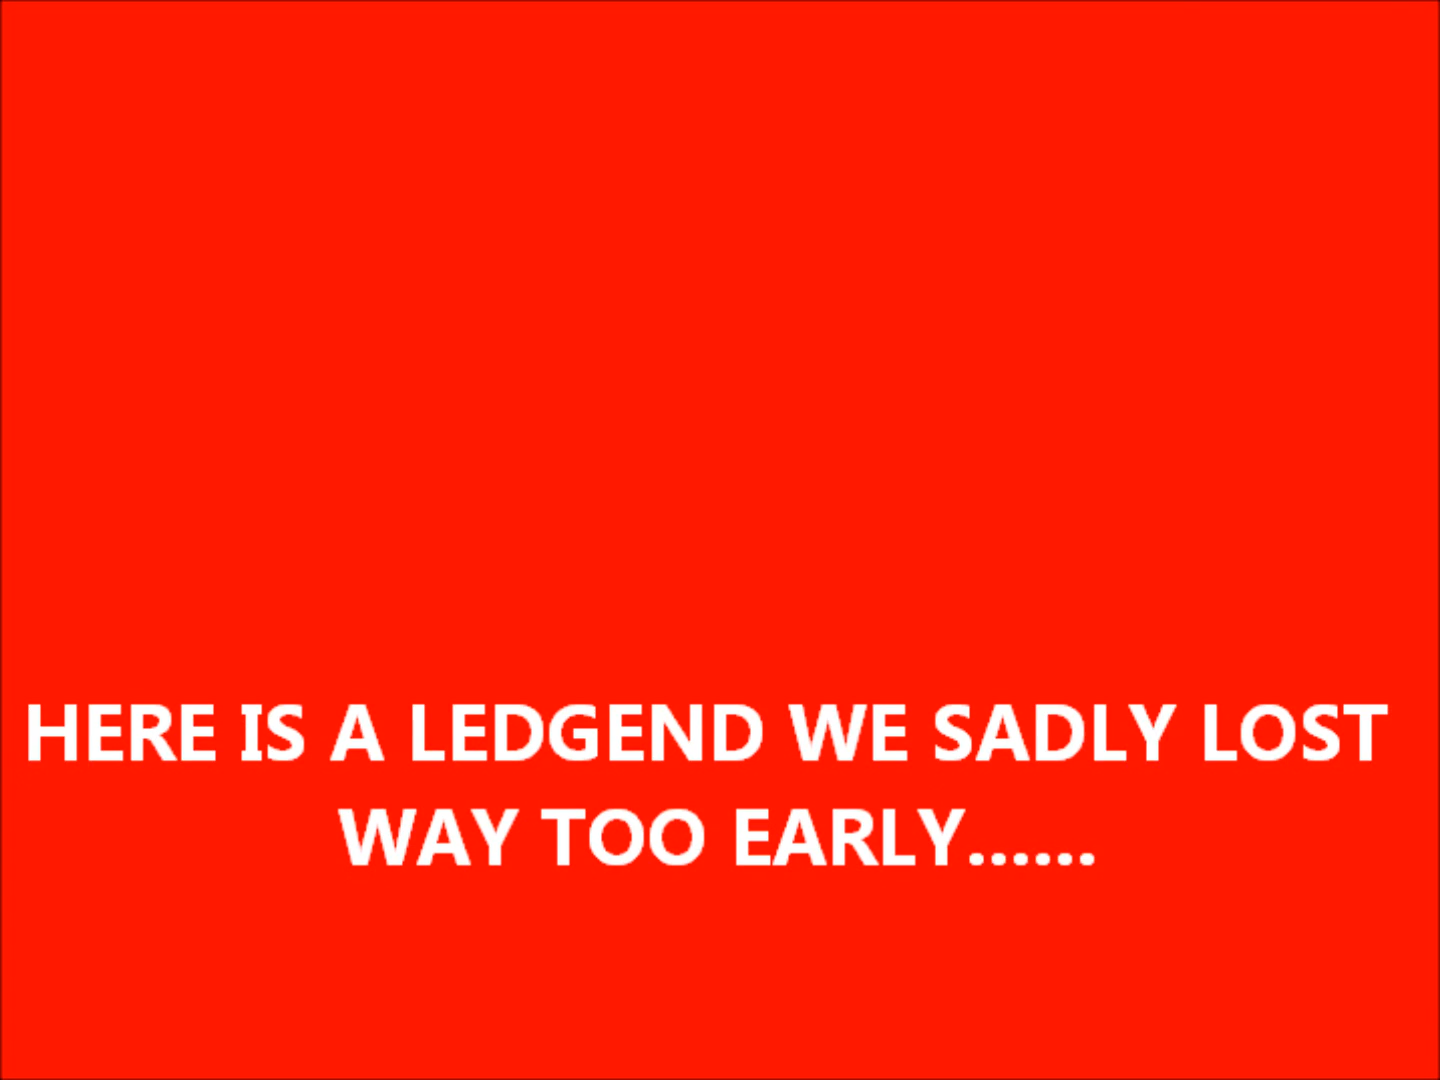 HERE IS A LEDGEND WE SADLY LOST
WAY TOO EARLY......